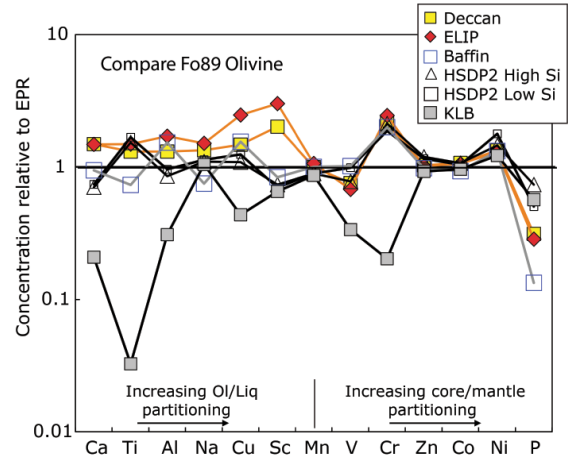 Deccan
ELIP
Baffin
HSDP2 High Si
HSDP2 Low Si
KLB
Compare Fo89 Olivine
Concentration relative to EPR
10
1
0.1
0.01
Increasing Ol/Liq
partitioning
Increasing core/mantle
partitioning
Ca Ti Al Na Cu Sc Mn V Cr Zn Co Ni P